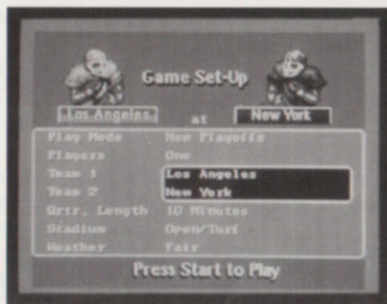 Game Set-Up
Los Angeles at New York
Play Mode New Playoffs
Players One
Team 1 Los Angeles
Team 2 New York
Qrtr. Length 10 Minutes
Stadium Open/Turf
Weather Fair
Press Start to Play